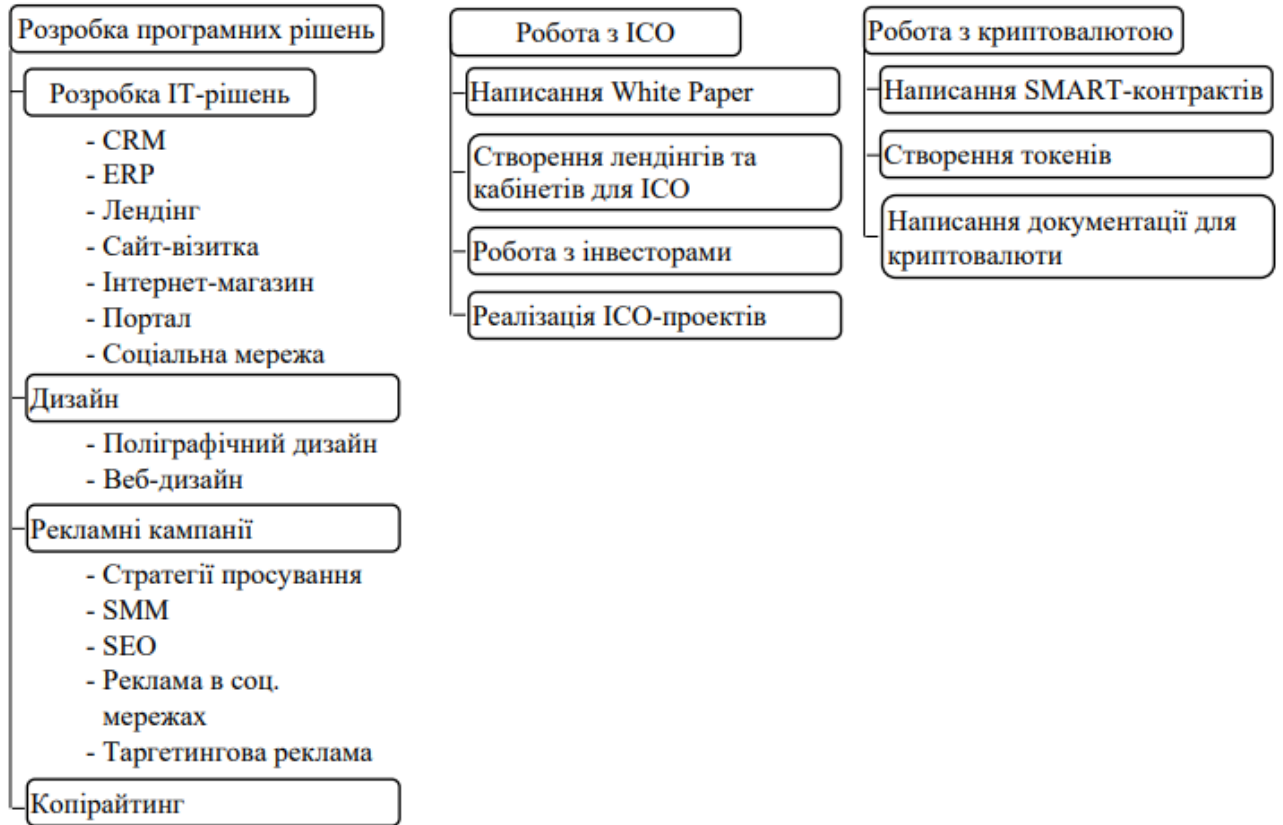 Розробка програмних рішень
Розробка ІТ-рішень
- CRM
- ERP
- Лендінг
- Сайт-візитка
- Інтернет-магазин
- Портал
- Соціальна мережа
Дизайн
- Поліграфічний дизайн
- Веб-дизайн
Рекламні кампанії
- Стратегії просування
- SMM
- SEO
- Реклама в соц.
мережах
- Таргетингова реклама
Копірайтинг
Робота з ICO
Написання White Paper
Створення лендінгів та
кабінетів для ICO
Робота з інвесторами
Реалізація ICO-проектів
Робота з криптовалютою
Написання SMART-контрактів
Створення токенів
Написання документації для
криптовалюти